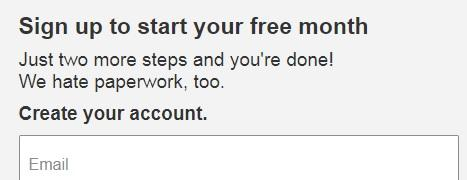 Sign up to start your free month
Just two more steps and you're done!
We hate paperwork, too.
Create your account.
Email